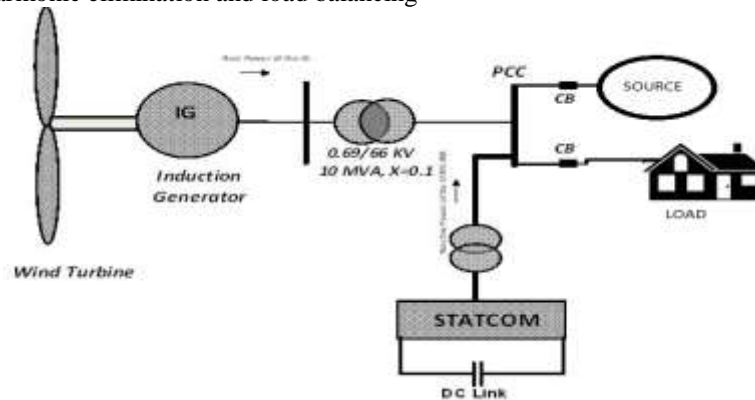 armonic elimination and load balancing
PCC
SOURCE
CB
IG
0.69/66 KV
10 MVA, X=0.1
CB
Induction
Generator
LOAD
Wind Turbine
STATCOM
DC Link